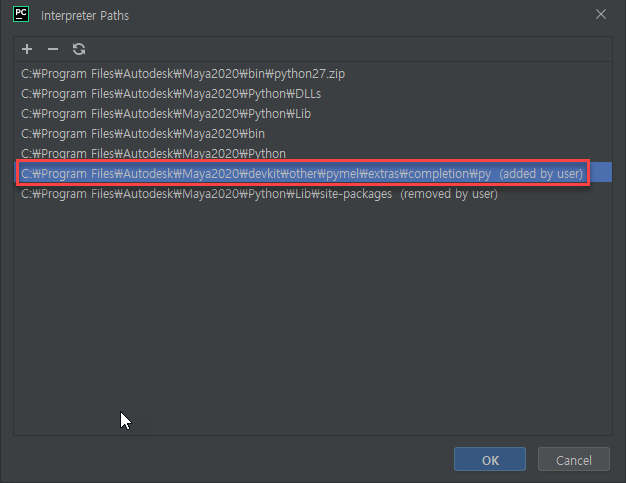 PC
Interpreter Paths
C:₩Program Files₩Autodesk₩Maya2020₩bin₩python27.zip
C:₩Program Files₩Autodesk₩Maya2020₩Python₩DLLs
C:₩Program Files₩Autodesk₩Maya2020₩Python₩Lib
C:₩Program Files₩Autodesk₩Maya2020₩bin
C:₩Program Files₩Autodesk₩Maya2020₩Python
C:₩Program Files₩Autodesk₩Maya2020₩devkit₩other₩pymel₩extras₩completion₩py (added by user)
C:₩Program Files₩Autodesk₩Maya2020₩Python₩Lib₩site-packages (removed by user)
OK
Cancel